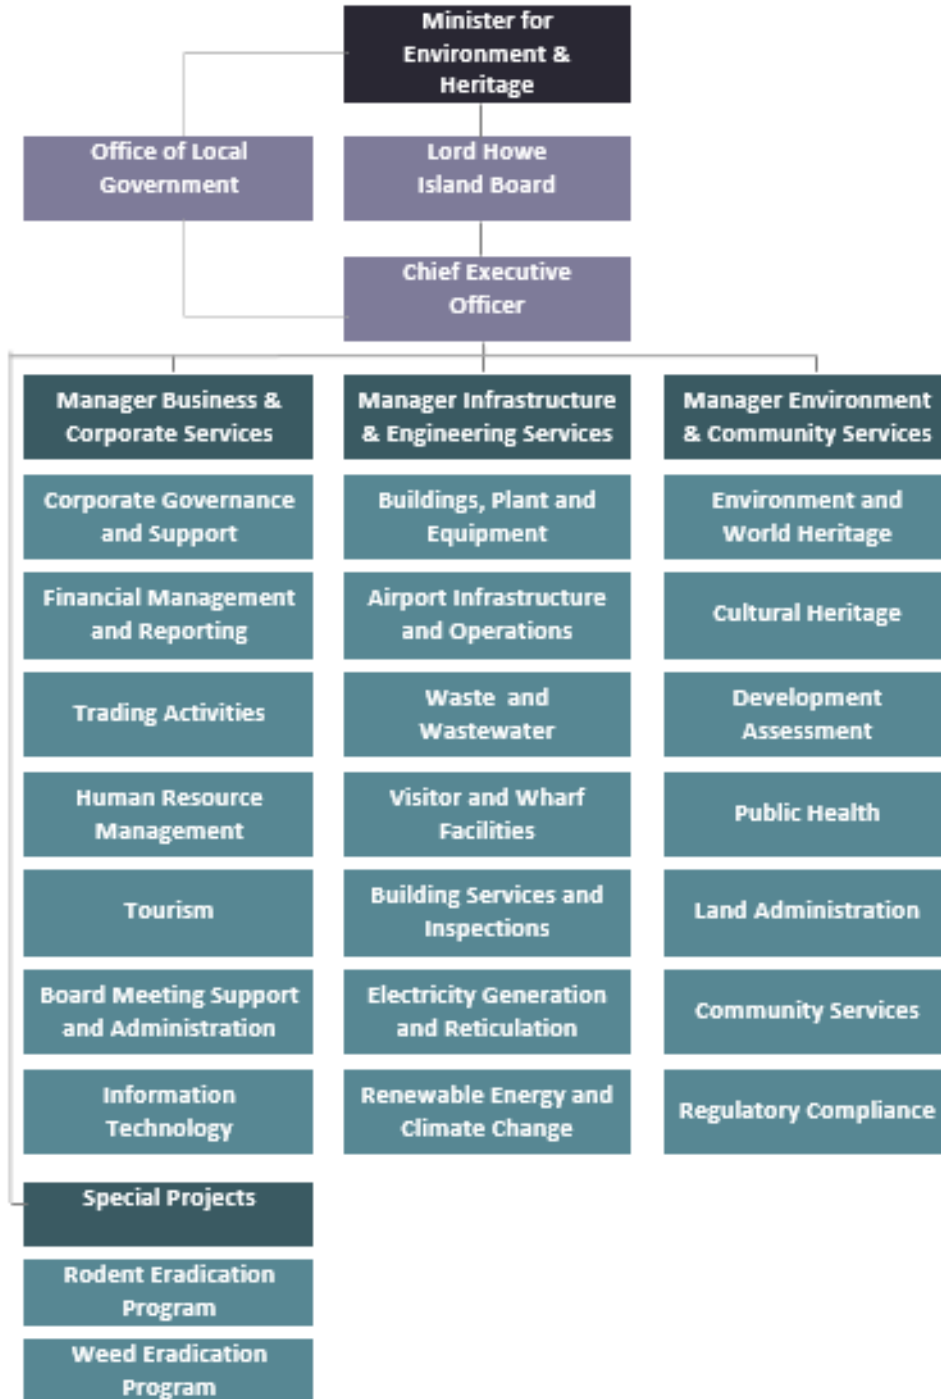 Minister for
Environment &
Heritage
Office of Local
Government
Lord Howe
Island Board
Chief Executive
Officer
Manager Business &
Corporate Services
Corporate Governance
and Support
Financial Management
and Reporting
Trading Activities
Human Resource
Management
Tourism
Board Meeting Support
and Administration
Information
Technology
Manager Infrastructure
& Engineering Services
Buildings, Plant and
Equipment
Airport Infrastructure
and Operations
Waste and
Wastewater
Visitor and Wharf
Facilities
Building Services and
Inspections
Electricity Generation
and Reticulation
Renewable Energy and
Climate Change
Manager Environment
& Community Services
Environment and
World Heritage
Cultural Heritage
Development
Assessment
Public Health
Land Administration
Community Services
Regulatory Compliance
Special Projects
Rodent Eradication
Program
Weed Eradication
Program